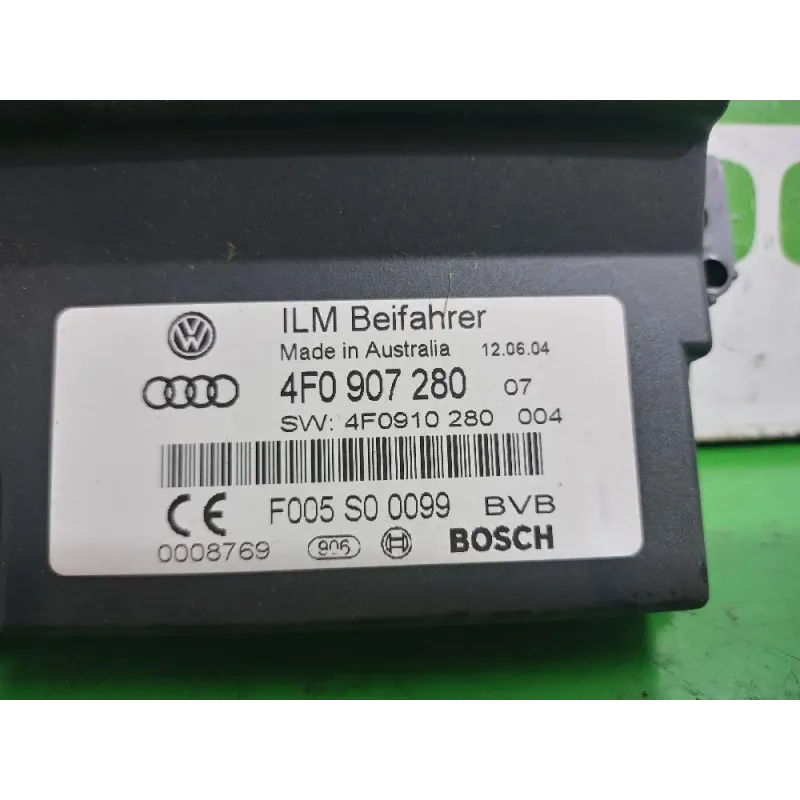 ILM Beifahrer
Made in Australia 12.06.04
4F0 907 280 07
SW: 4F0910 280 004
CE F005 S0 0099 BVB
0008769 906 BOSCH